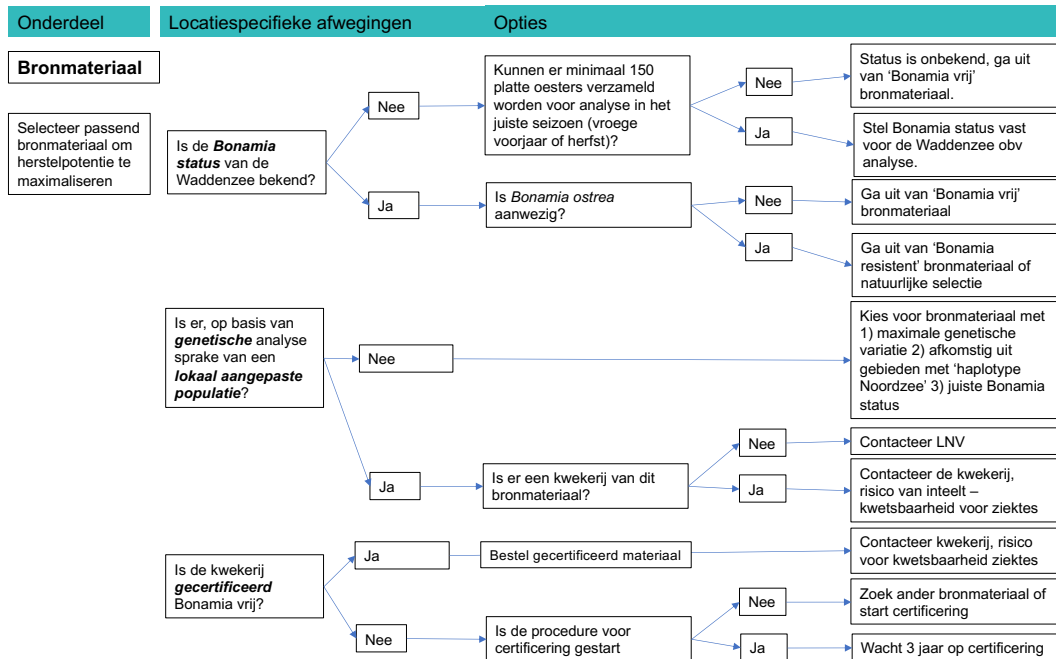 Onderdeel
Locatiespecifieke afwegingen
Opties
Bronmateriaal
Selecteer passend
bronmateriaal om
herstelpotentie te
maximaliseren
Is de Bonamia
status van de
Waddenzee bekend?
Nee
Kunnen er minimaal 150
platte oesters verzameld
worden voor analyse in het
juiste seizoen (vroege
voorjaar of herfst)?
Nee
Status is onbekend, ga uit
van ‘Bonamia vrij’
bronmateriaal.
Ja
Stel Bonamia status vast
voor de Waddenzee obv
analyse.
Ja
Is Bonamia ostrea
aanwezig?
Nee
Ga uit van ‘Bonamia vrij’
bronmateriaal
Ja
Ga uit van ‘Bonamia
resistent’ bronmateriaal of
natuurlijke selectie
Is er, op basis van
genetische analyse
sprake van een
lokaal aangepaste
populatie?
Nee
Kies voor bronmateriaal met
1) maximale genetische
variatie 2) afkomstig uit
gebieden met ‘haplotype
Noordzee’ 3) juiste Bonamia
status
Ja
Is er een kwekerij van dit
bronmateriaal?
Nee
Contacteer LNV
Ja
Contacteer de kwekerij,
risico van inteelt –
kwetsbaarheid voor ziektes
Is de kwekerij
gecertificeerd
Bonamia vrij?
Ja
Bestel gecertificeerd materiaal
Contacteer kwekerij, risico
voor kwetsbaarheid ziektes
Nee
Is de procedure voor
certificering gestart
Nee
Zoek ander bronmateriaal of
start certificering
Ja
Wacht 3 jaar op certificering